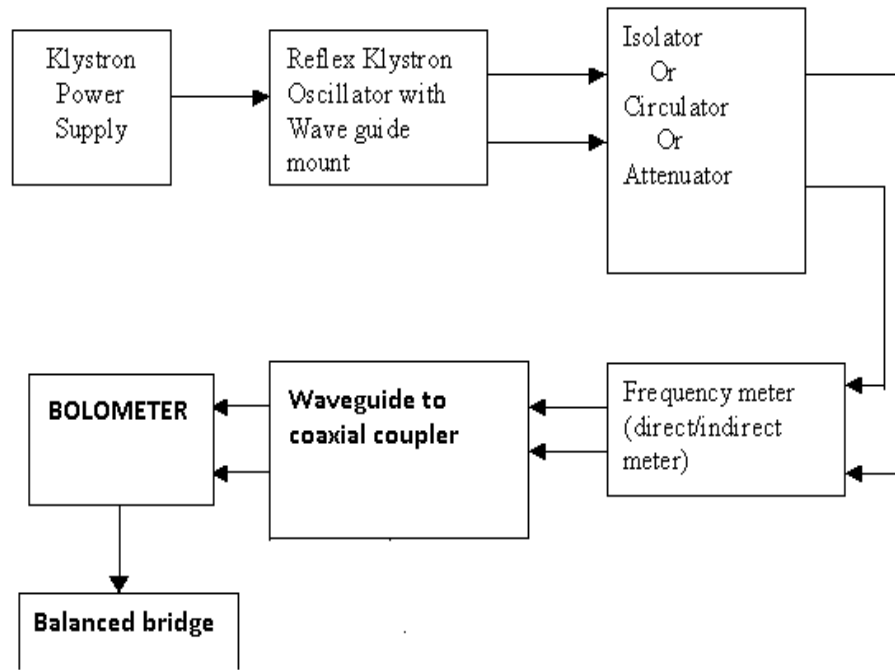 Klystron
Power
Supply
Reflex Klystron
Oscillator with
Wave guide
mount
Isolator
Or
Circulator
Or
Attenuator
Frequency meter
(direct/indirect
meter)
Waveguide to
coaxial coupler
BOLOMETER
Balanced bridge